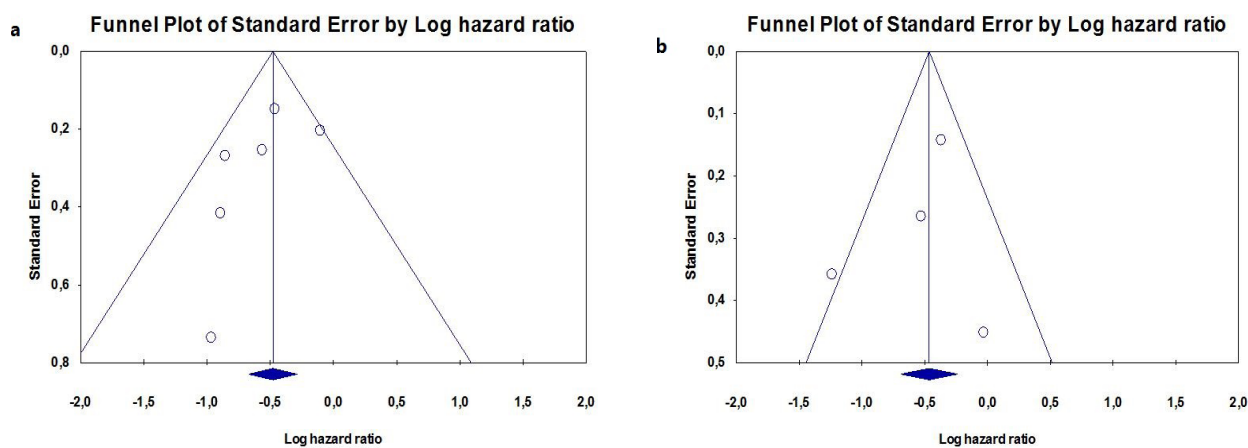 a
Funnel Plot of Standard Error by Log hazard ratio
0,0
0,2
0,4
0,6
0,8
Standard Error
-2,0 -1,5 -1,0 -0,5 0,0 0,5 1,0 1,5 2,0
Log hazard ratio
b
Funnel Plot of Standard Error by Log hazard ratio
0,0
0,1
0,2
0,3
0,4
0,5
Standard Error
-2,0 -1,5 -1,0 -0,5 0,0 0,5 1,0 1,5 2,0
Log hazard ratio